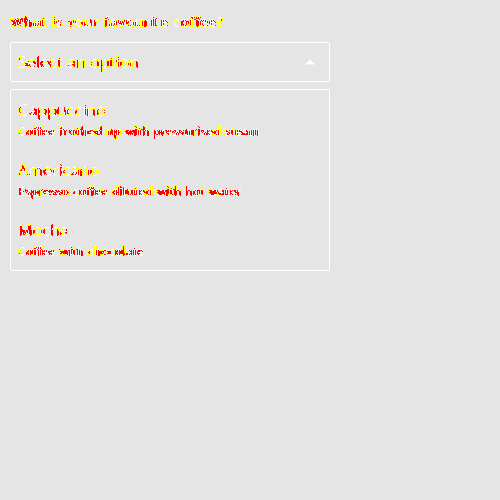 What is your favourite coffee?
Select an option
Cappuccino
Coffee frothed up with pressurised steam
Americano
Espresso coffee diluted with hot water
Mocha
Coffee with chocolate